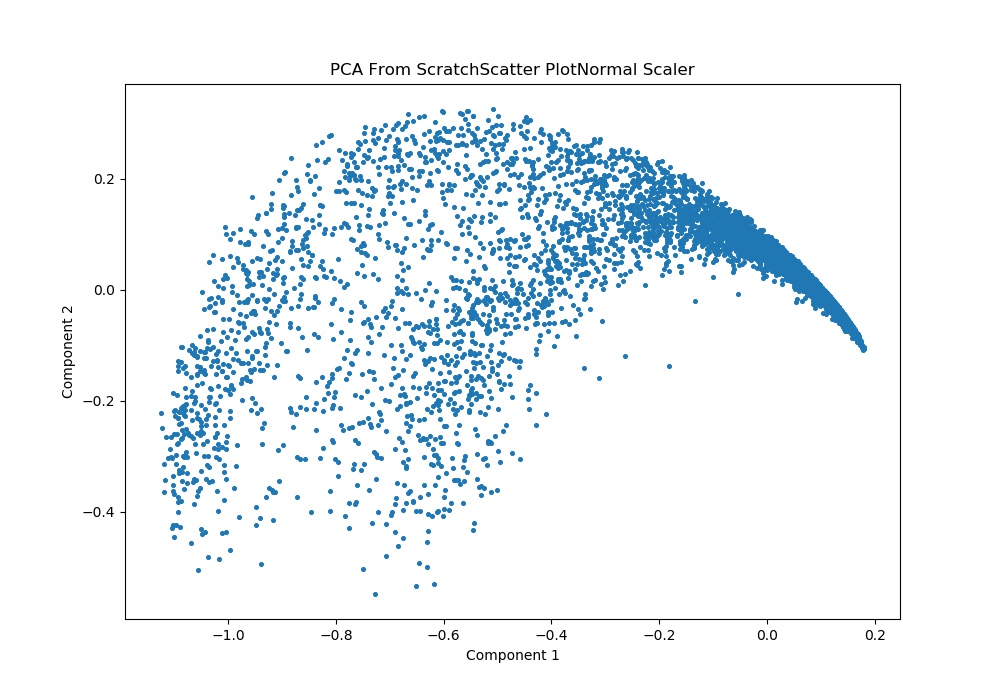 PCA From ScratchScatter PlotNormal Scaler
Component 2
0.2
0.0
−0.2
−0.4
−1.0 −0.8 −0.6 −0.4 −0.2 0.0 0.2
Component 1